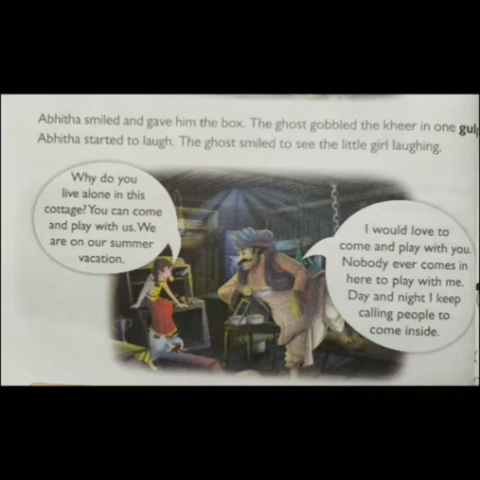 Abhitha smiled and gave him the box. The ghost gobbled the kheer in one gulp
Abhitha started to laugh. The ghost smiled to see the little girl laughing.
Why do you
live alone in this
cottage? You can come
and play with us. We
are on our summer
vacation.
I would love to
come and play with you.
Nobody ever comes in
here to play with me.
Day and night I keep
calling people to
come inside.